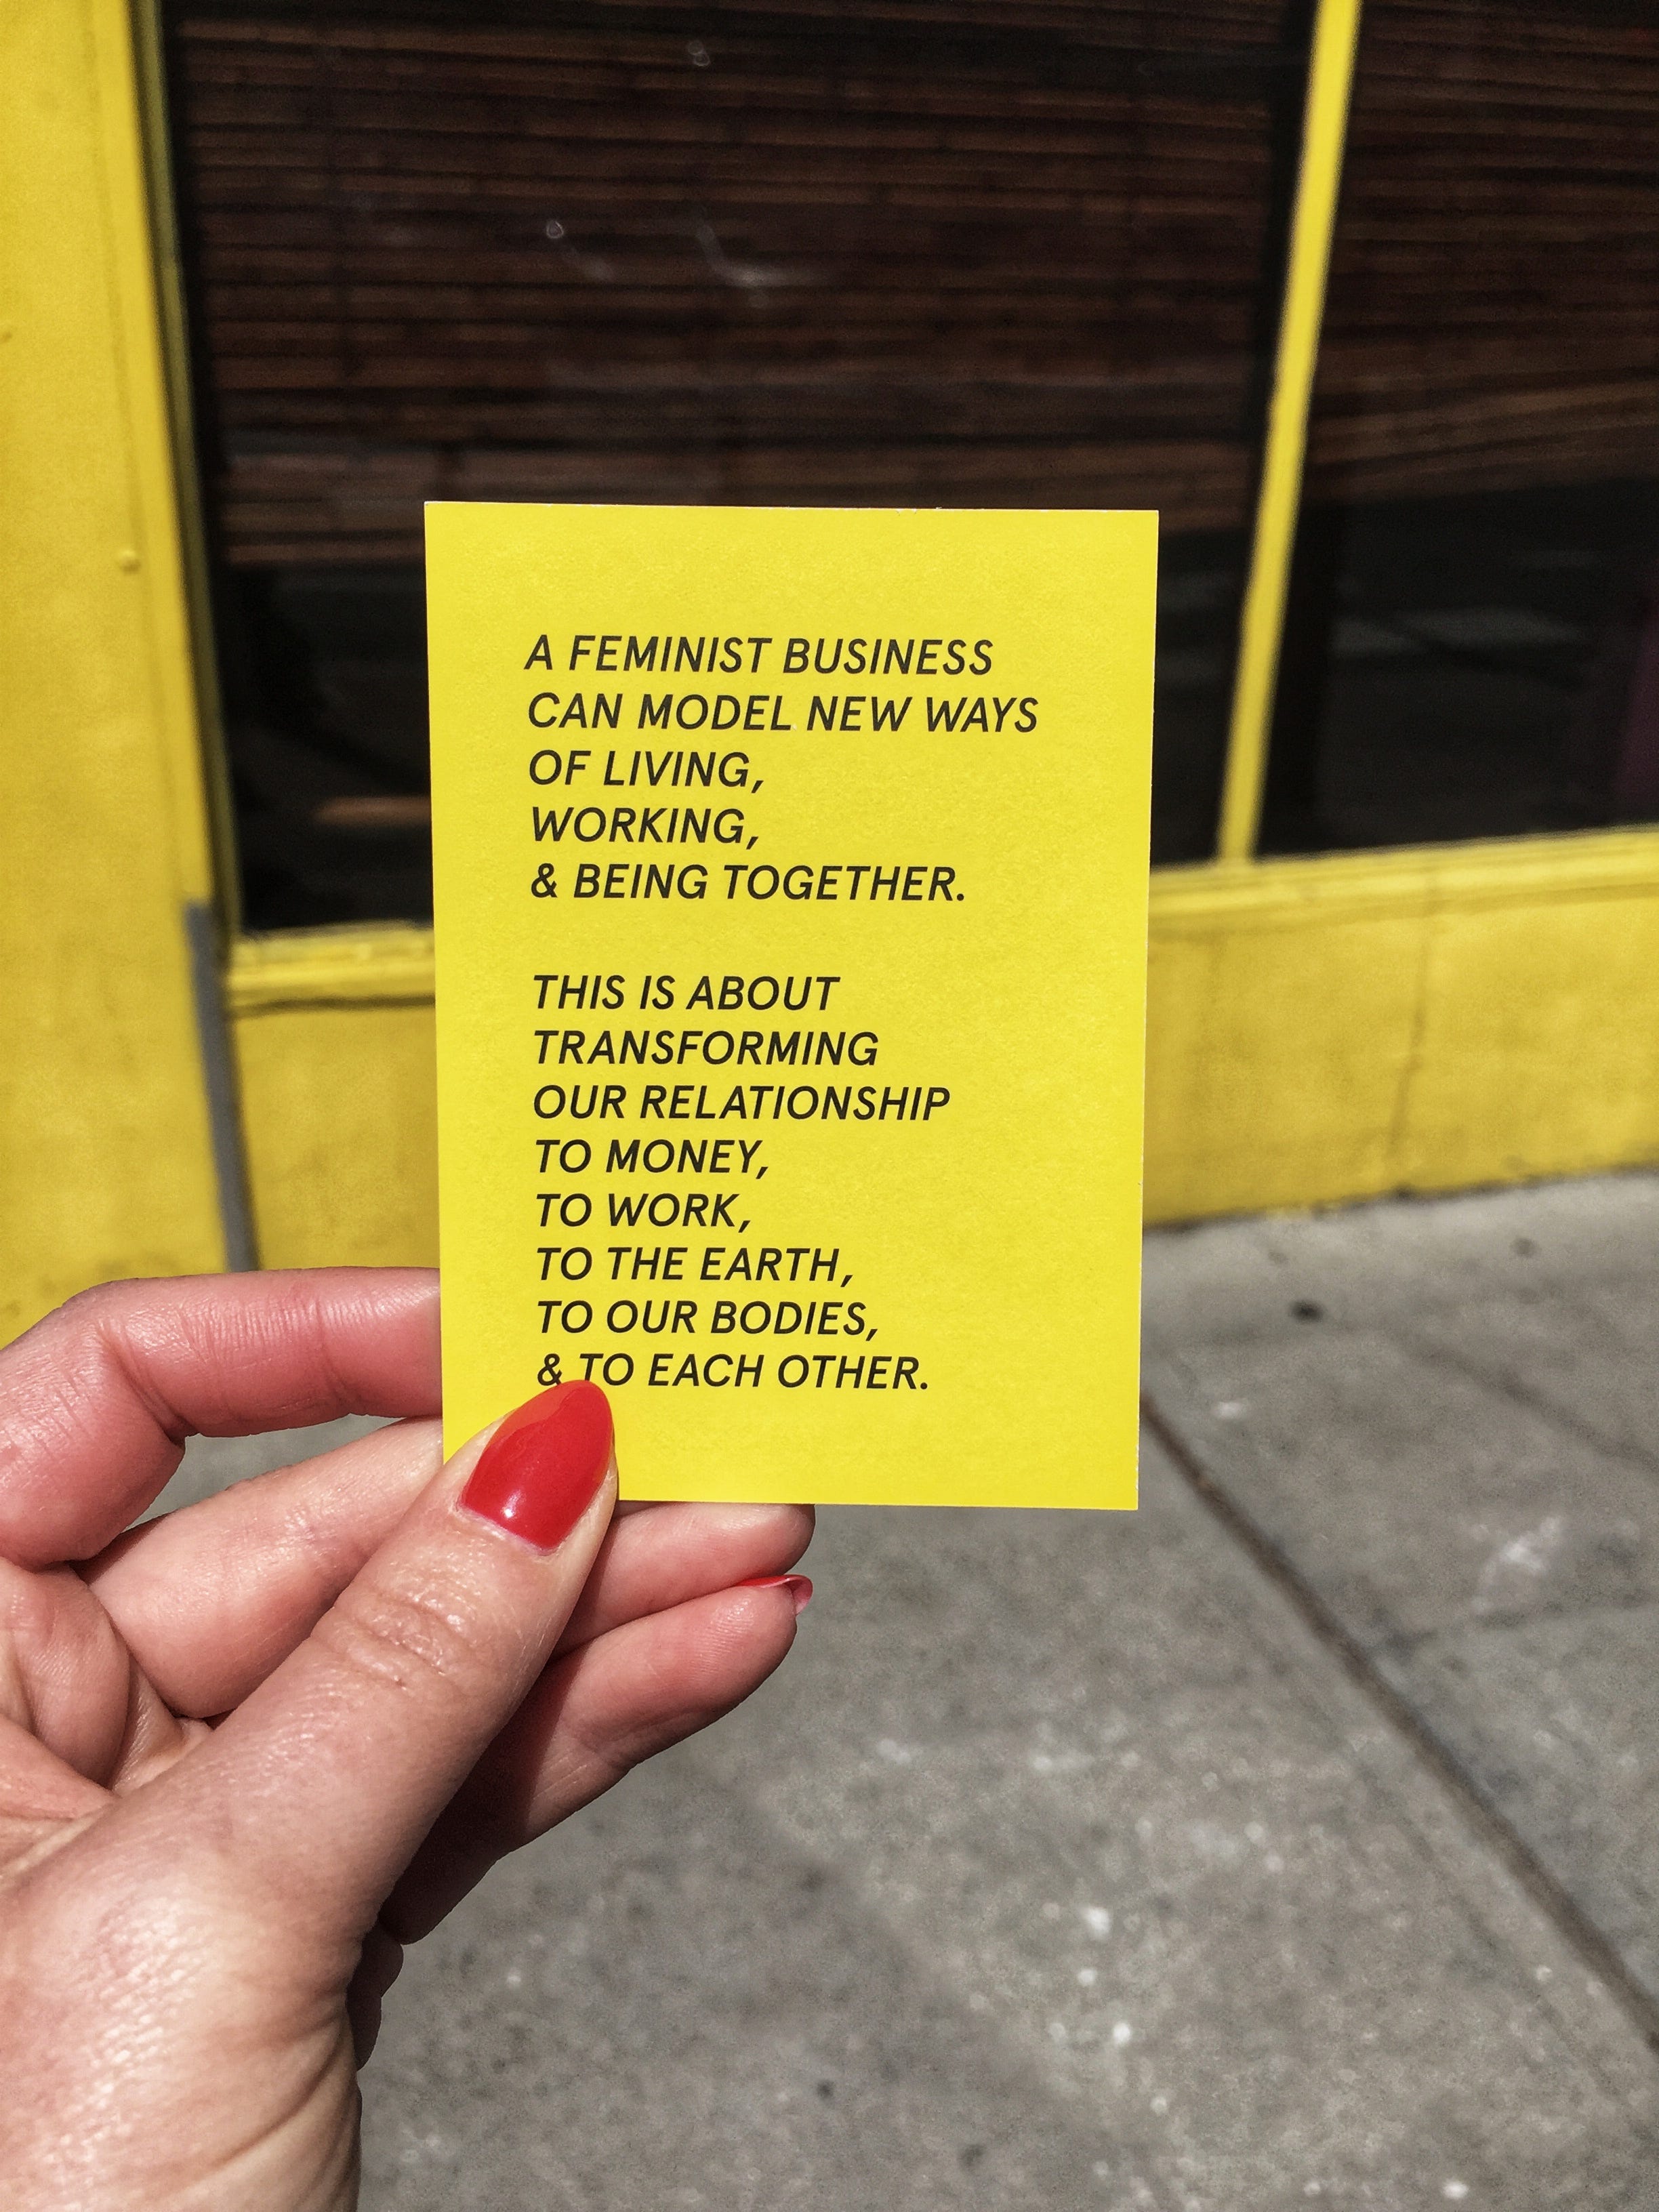 A FEMINIST BUSINESS
CAN MODEL NEW WAYS
OF LIVING,
WORKING,
& BEING TOGETHER.
THIS IS ABOUT
TRANSFORMING
OUR RELATIONSHIP
TO MONEY,
TO WORK,
TO THE EARTH,
TO OUR BODIES,
& TO EACH OTHER.